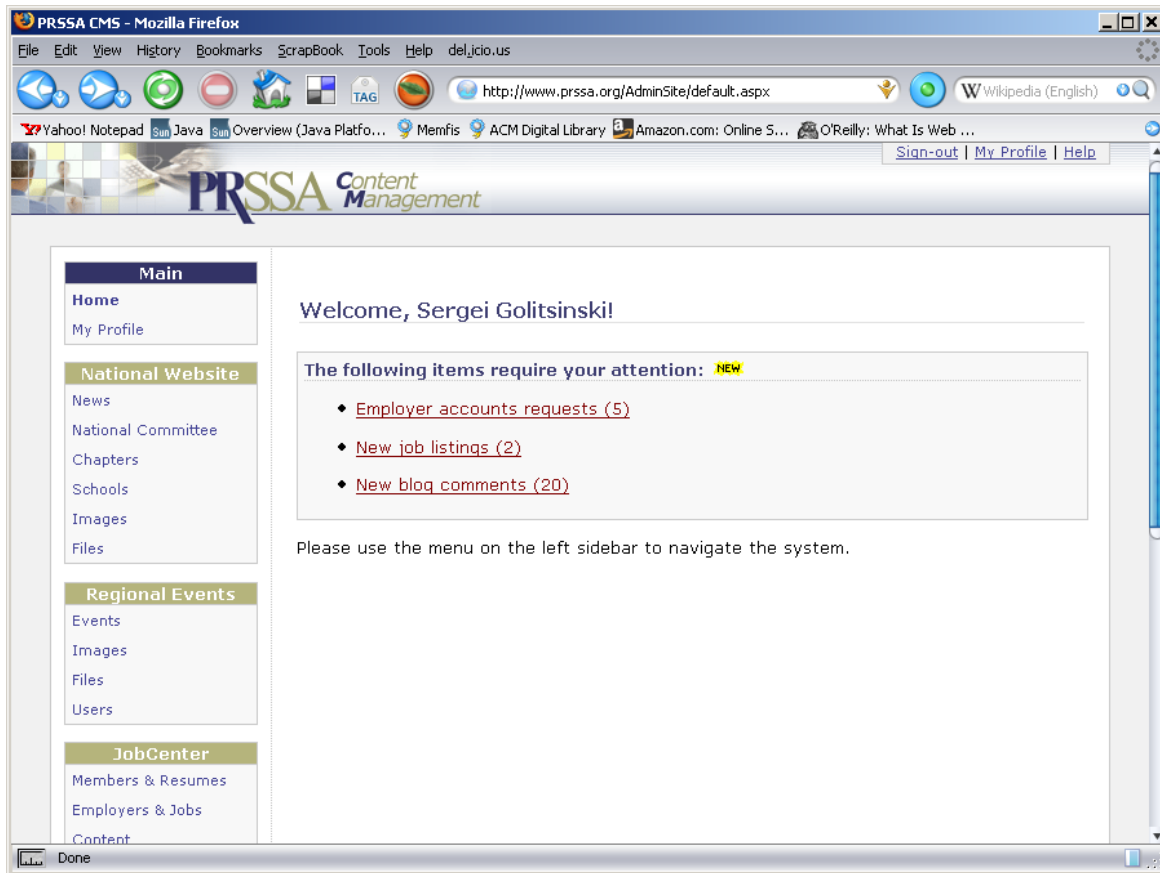 PRSSA CMS - Mozilla Firefox
File Edit View History Bookmarks ScrapBook Tools Help del.icio.us
TAG http://www.prssa.org/AdminSite/default.aspx W Wikipedia (English)
Y! Yahoo! Notepad Sun Java Sun Overview (Java Platfo... Memfis ACM Digital Library a Amazon.com: Online S... O'Reilly: What Is Web ...
Sign-out | My Profile | Help
PRSSA Content Management
Main
Home
My Profile
National Website
News
National Committee
Chapters
Schools
Images
Files
Regional Events
Events
Images
Files
Users
JobCenter
Members & Resumes
Employers & Jobs
Content
Welcome, Sergei Golitsinski!
The following items require your attention: NEW
• Employer accounts requests (5)
• New job listings (2)
• New blog comments (20)
Please use the menu on the left sidebar to navigate the system.
Done